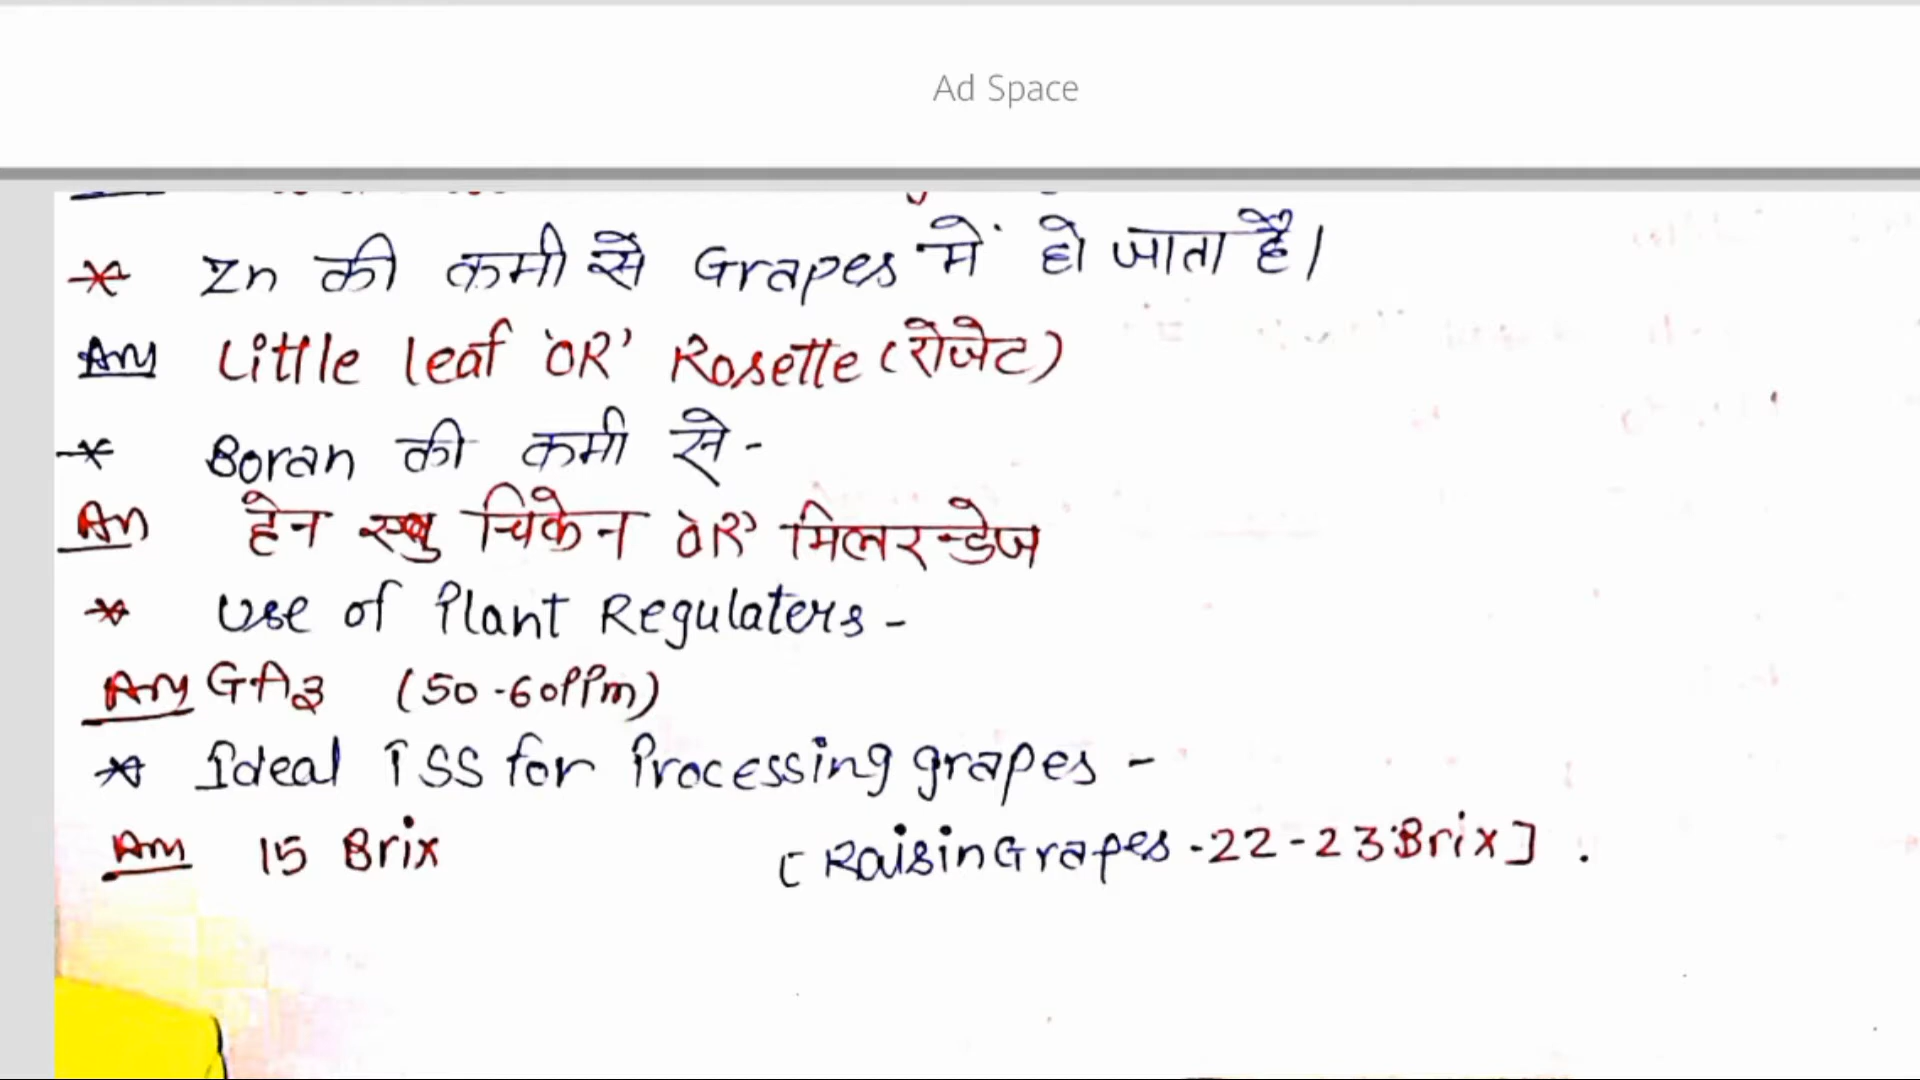 Ad Space
* Zn की कमी से Grapes में हो जाता है।
Ans Little leaf 'OR' Rosette (रोजेट)
* Boran की कमी से -
An हेन एण्ड चिकेन 'OR' मिलरन्डेज
* Use of Plant Regulaters -
Ans GA3 (50-60PPm)
* Ideal TSS for Processing grapes -
Ans 15 Brix [Raisin Grapes - 22-23 Brix] .